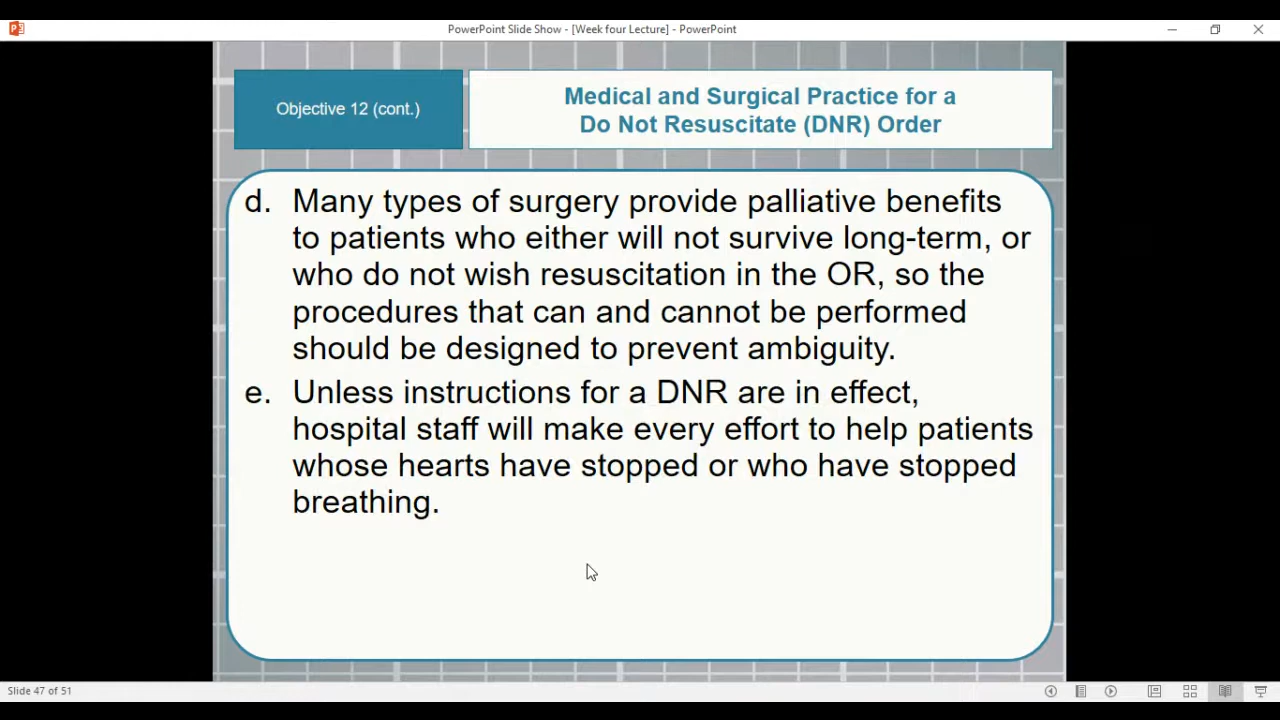 PowerPoint Slide Show - [Week four Lecture] - PowerPoint
Objective 12 (cont.)
Medical and Surgical Practice for a
Do Not Resuscitate (DNR) Order
d. Many types of surgery provide palliative benefits
to patients who either will not survive long-term, or
who do not wish resuscitation in the OR, so the
procedures that can and cannot be performed
should be designed to prevent ambiguity.
e. Unless instructions for a DNR are in effect,
hospital staff will make every effort to help patients
whose hearts have stopped or who have stopped
breathing.
Slide 47 of 51